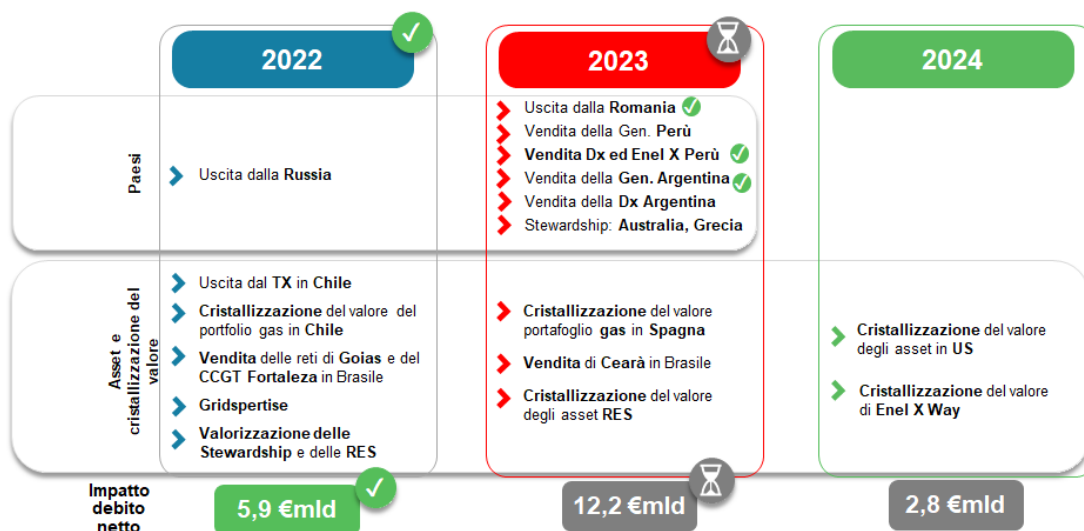 2022
2023
2024
Paesi
Uscita dalla Russia
Uscita dalla Romania
Vendita della Gen. Perù
Vendita Dx ed Enel X Perù
Vendita della Gen. Argentina
Vendita della Dx Argentina
Stewardship: Australia, Grecia
Asset e
cristallizzazione del
valore
Uscita dal TX in Chile
Cristallizzazione del valore del
portfolio gas in Chile
Vendita delle reti di Goias e del
CCGT Fortaleza in Brasile
Gridspertise
Valorizzazione delle
Stewardship e delle RES
Cristallizzazione del valore
portafoglio gas in Spagna
Vendita di Cearà in Brasile
Cristallizzazione del valore
degli asset RES
Cristallizzazione del valore
degli asset in US
Cristallizzazione del valore
di Enel X Way
Impatto
debito
netto
5,9 €mld
12,2 €mld
2,8 €mld